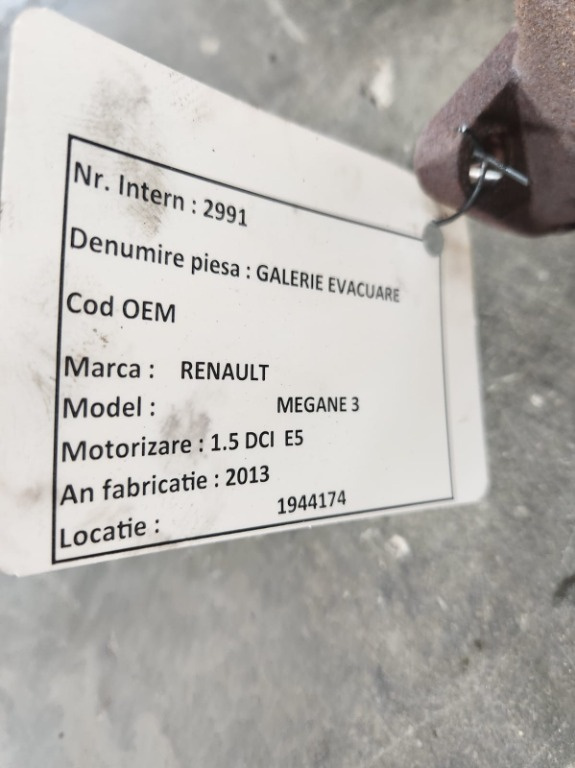 Nr. Intern : 2991
Denumire piesa : GALERIE EVACUARE
Cod OEM
Marca : RENAULT
Model : MEGANE 3
Motorizare : 1.5 DCI E5
An fabricatie : 2013
Locatie : 1944174